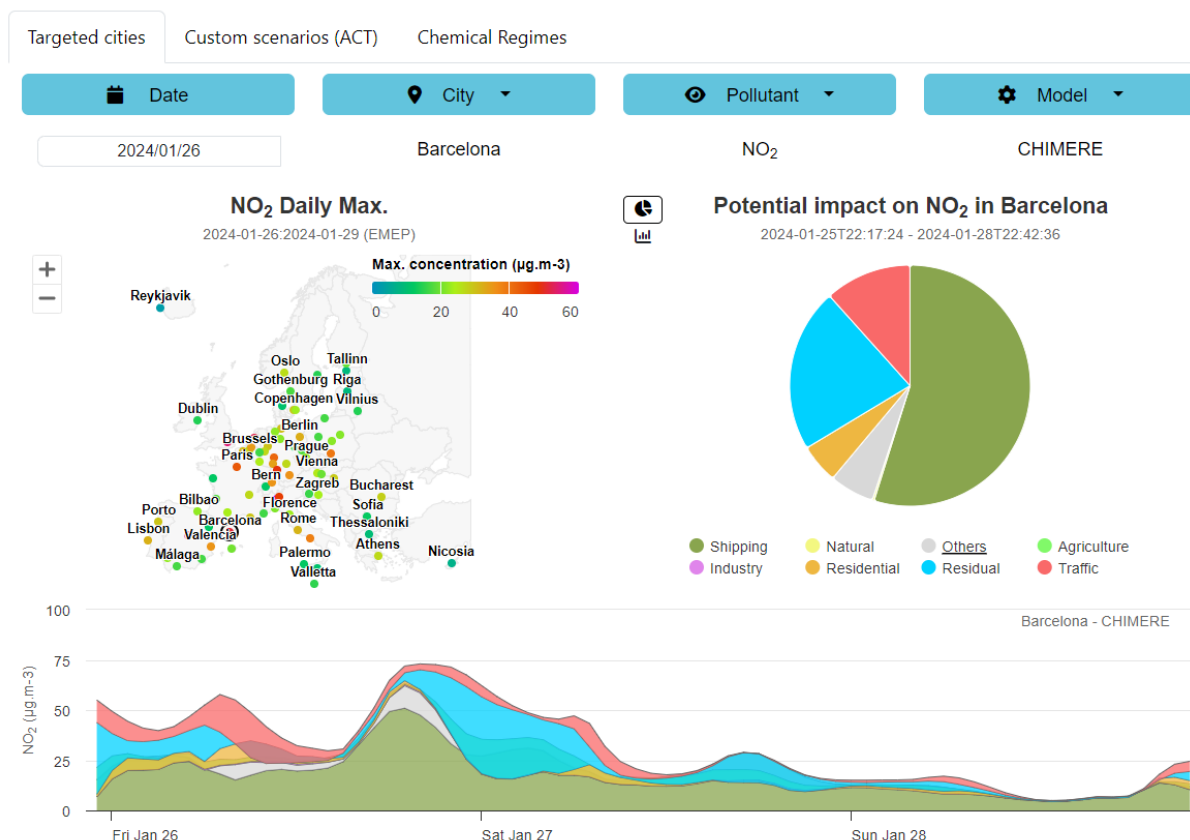 Targeted cities Custom scenarios (ACT) Chemical Regimes
Date City Pollutant Model
2024/01/26 Barcelona NO₂ CHIMERE
NO₂ Daily Max.
2024-01-26:2024-01-29 (EMEP)
+
−
Max. concentration (µg.m-3)
0 20 40 60
Reykjavik
Oslo Tallinn
Gothenburg Riga
Copenhagen Vilnius
Dublin
Berlin
Brussels Prague
Paris Vienna
Bern Zagreb Bucharest
Bilbao Florence Sofia
Porto Barcelona Rome Thessaloniki
Lisbon Valencia Athens
Málaga Palermo Nicosia
Valletta
Potential impact on NO₂ in Barcelona
2024-01-25T22:17:24 - 2024-01-28T22:42:36
Shipping Natural Others Agriculture
Industry Residential Residual Traffic
Barcelona - CHIMERE
NO₂ (µg.m-3)
100
75
50
25
0
Fri Jan 26 Sat Jan 27 Sun Jan 28